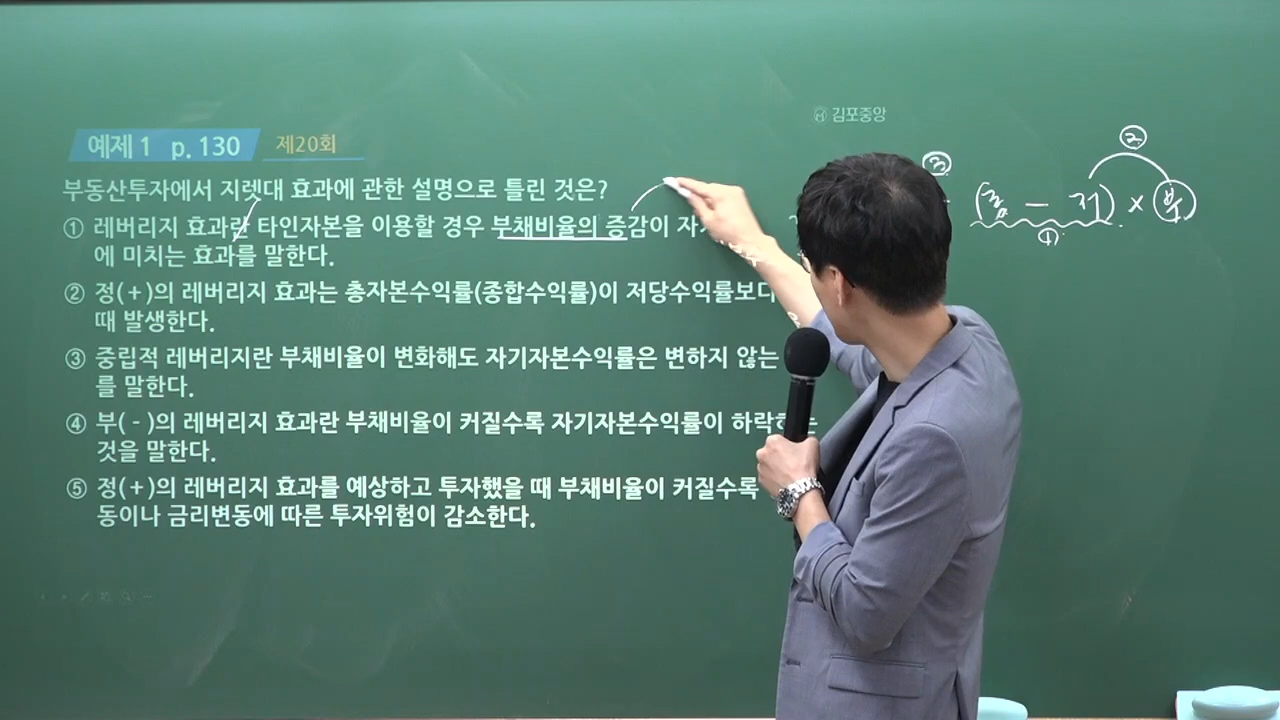 김포중앙
예제 1 p. 130 제20회
부동산투자에서 지렛대 효과에 관한 설명으로 틀린 것은?
① 레버리지 효과란 타인자본을 이용할 경우 부채비율의 증감이 자
에 미치는 효과를 말한다.
② 정(+)의 레버리지 효과는 총자본수익률(종합수익률)이 저당수익률보다
때 발생한다.
③ 중립적 레버리지란 부채비율이 변화해도 자기자본수익률은 변하지 않는
를 말한다.
④ 부(-)의 레버리지 효과란 부채비율이 커질수록 자기자본수익률이 하락하는
것을 말한다.
⑤ 정(+)의 레버리지 효과를 예상하고 투자했을 때 부채비율이 커질수록
동이나 금리변동에 따른 투자위험이 감소한다.
②
③
(총 - 저) × 부
①